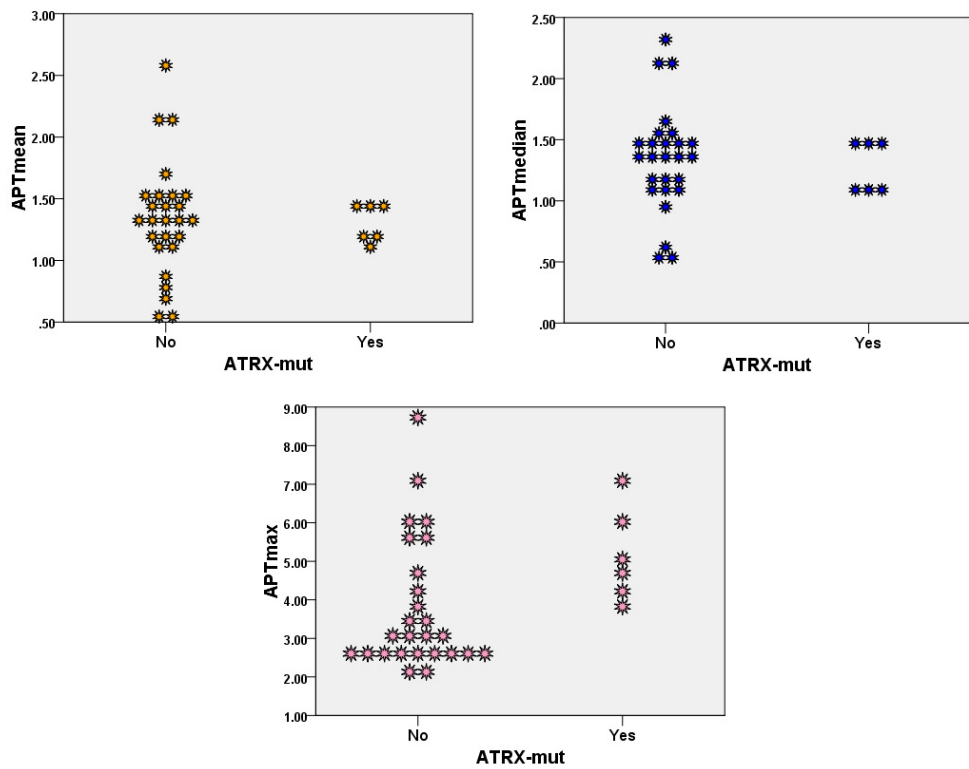 3.00
2.50
2.00
1.50
1.00
.50
APTmean
No
Yes
ATRX-mut
2.50
2.00
1.50
1.00
.50
.00
APTmedian
No
Yes
ATRX-mut
9.00
8.00
7.00
6.00
5.00
4.00
3.00
2.00
1.00
APTmax
No
Yes
ATRX-mut